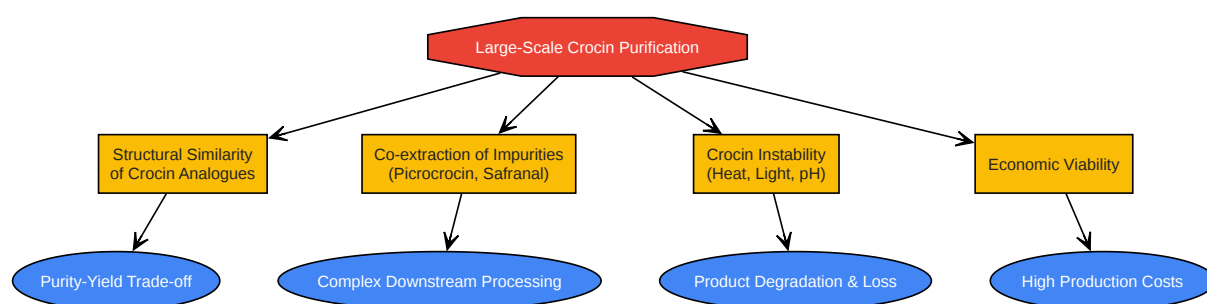 Large-Scale Crocin Purification
Structural Similarity
of Crocin Analogues
Co-extraction of Impurities
(Picrocrocin, Safranal)
Crocin Instability
(Heat, Light, pH)
Economic Viability
Purity-Yield Trade-off
Complex Downstream Processing
Product Degradation & Loss
High Production Costs